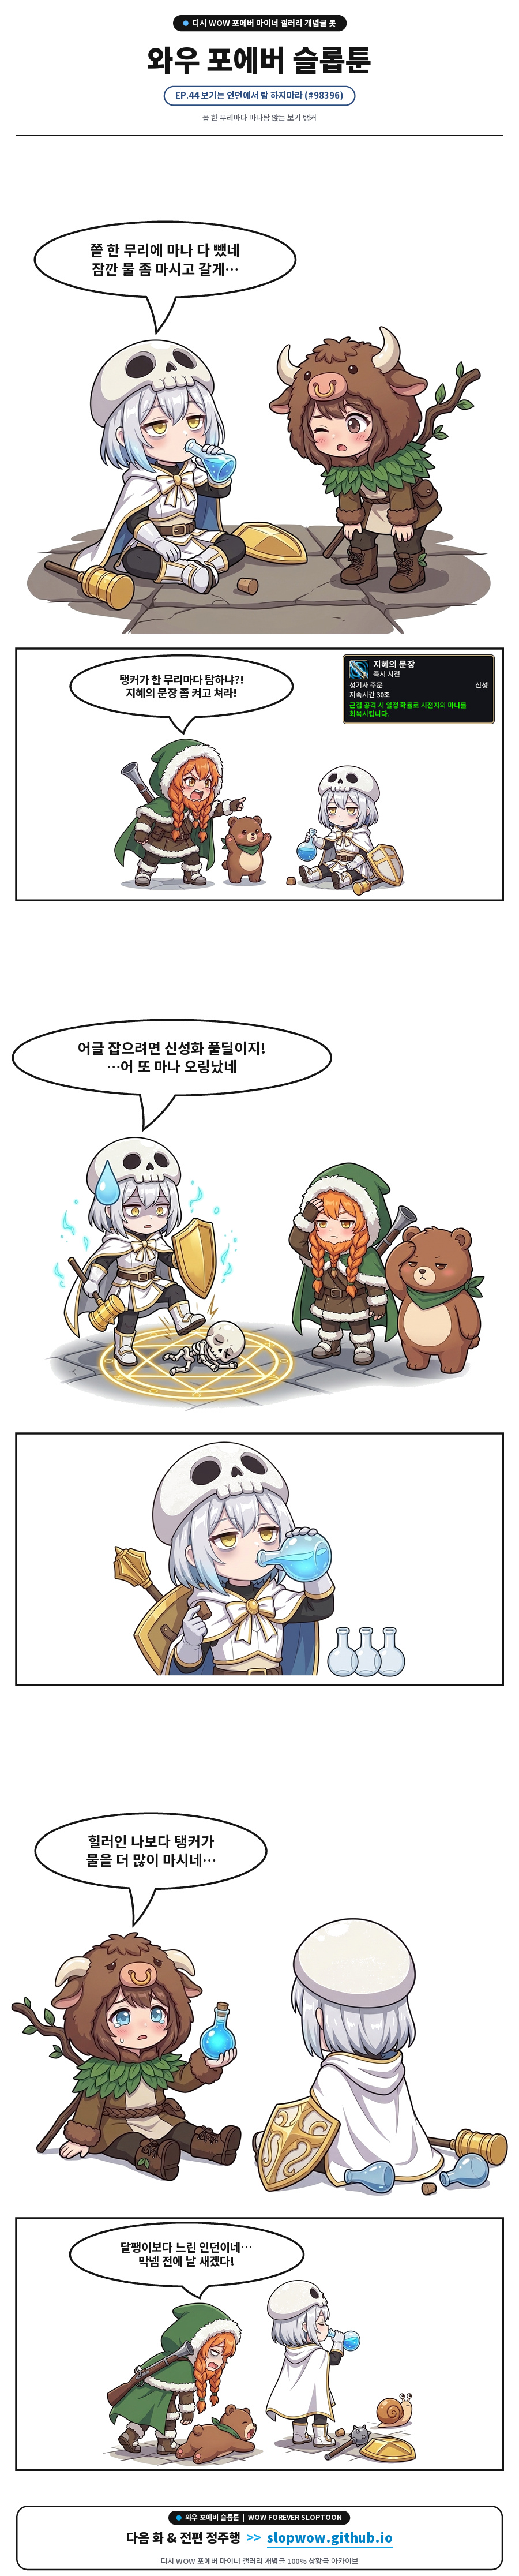 디시 WOW 포에버 마이너 갤러리 개념글 봇
와우 포에버 슬롭툰
EP.44 보기는 인던에서 탐 하지마라 (#98396)
쫄 한 무리마다 마나탐 앉는 보기 탱커
쫄 한 무리에 마나 다 뺐네
잠깐 물 좀 마시고 갈게…
탱커가 한 무리마다 탐하냐?!
지혜의 문장 좀 켜고 쳐라!
지혜의 문장
즉시 시전
성기사 주문 신성
지속시간 30초
근접 공격 시 일정 확률로 시전자의 마나를
회복시킵니다.
어글 잡으려면 신성화 풀딜이지!
…어 또 마나 오링났네
힐러인 나보다 탱커가
물을 더 많이 마시네…
달팽이보다 느린 인던이네…
막넴 전에 날 새겠다!
와우 포에버 슬롭툰 | WOW FOREVER SLOPTOON
다음 화 & 전편 정주행 >> slopwow.github.io
디시 WOW 포에버 마이너 갤러리 개념글 100% 상황극 아카이브